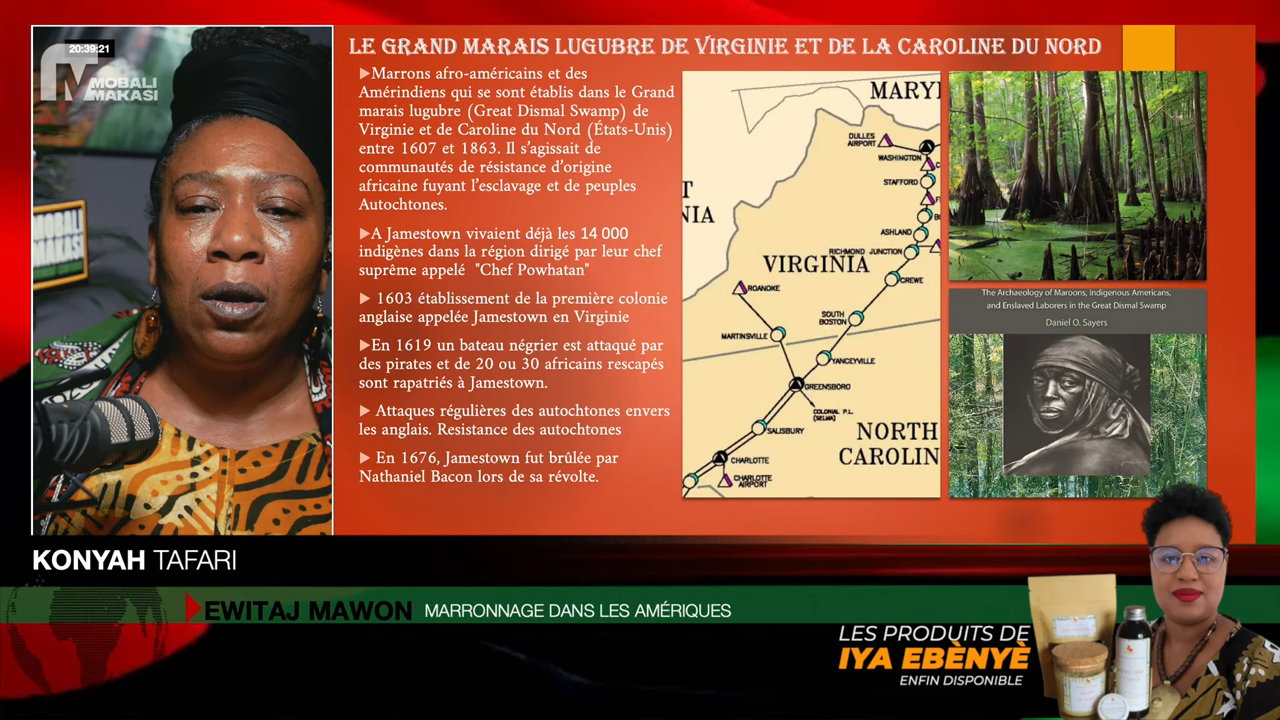 20:39:21
MOBALI
MAKASI
MOBALI
MAKASI
LE GRAND MARAIS LUGUBRE DE VIRGINIE ET DE LA CAROLINE DU NORD
▶Marrons afro-américains et des
Amérindiens qui se sont établis dans le Grand
marais lugubre (Great Dismal Swamp) de
Virginie et de Caroline du Nord (États-Unis)
entre 1607 et 1863. Il s’agissait de
communautés de résistance d’origine
africaine fuyant l’esclavage et de peuples
Autochtones.
▶A Jamestown vivaient déjà les 14 000
indigènes dans la région dirigé par leur chef
suprême appelé "Chef Powhatan"
▶ 1603 établissement de la première colonie
anglaise appelée Jamestown en Virginie
▶En 1619 un bateau négrier est attaqué par
des pirates et de 20 ou 30 africains rescapés
sont rapatriés à Jamestown.
▶ Attaques régulières des autochtones envers
les anglais. Resistance des autochtones
▶ En 1676, Jamestown fut brûlée par
Nathaniel Bacon lors de sa révolte.
MARY
DULLES
AIRPORT
WASHINGTON
STAFFORD
T
NIA
ASHLAND
RICHMOND JUNCTION
VIRGINIA
CREWE
ROANOKE
SOUTH
BOSTON
MARTINSVILLE
YANCEYVILLE
GREENSBORO
COLONIAL P.L.
(SELMA)
SALISBURY
NORTH
CAROLIN
CHARLOTTE
CHARLOTTE
AIRPORT
The Archaeology of Maroons, Indigenous Americans,
and Enslaved Laborers in the Great Dismal Swamp
Daniel O. Sayers
KONYAH TAFARI
EWITAJ MAWON MARRONNAGE DANS LES AMÉRIQUES
LES PRODUITS DE
IYA EBÈNYÈ
ENFIN DISPONIBLE